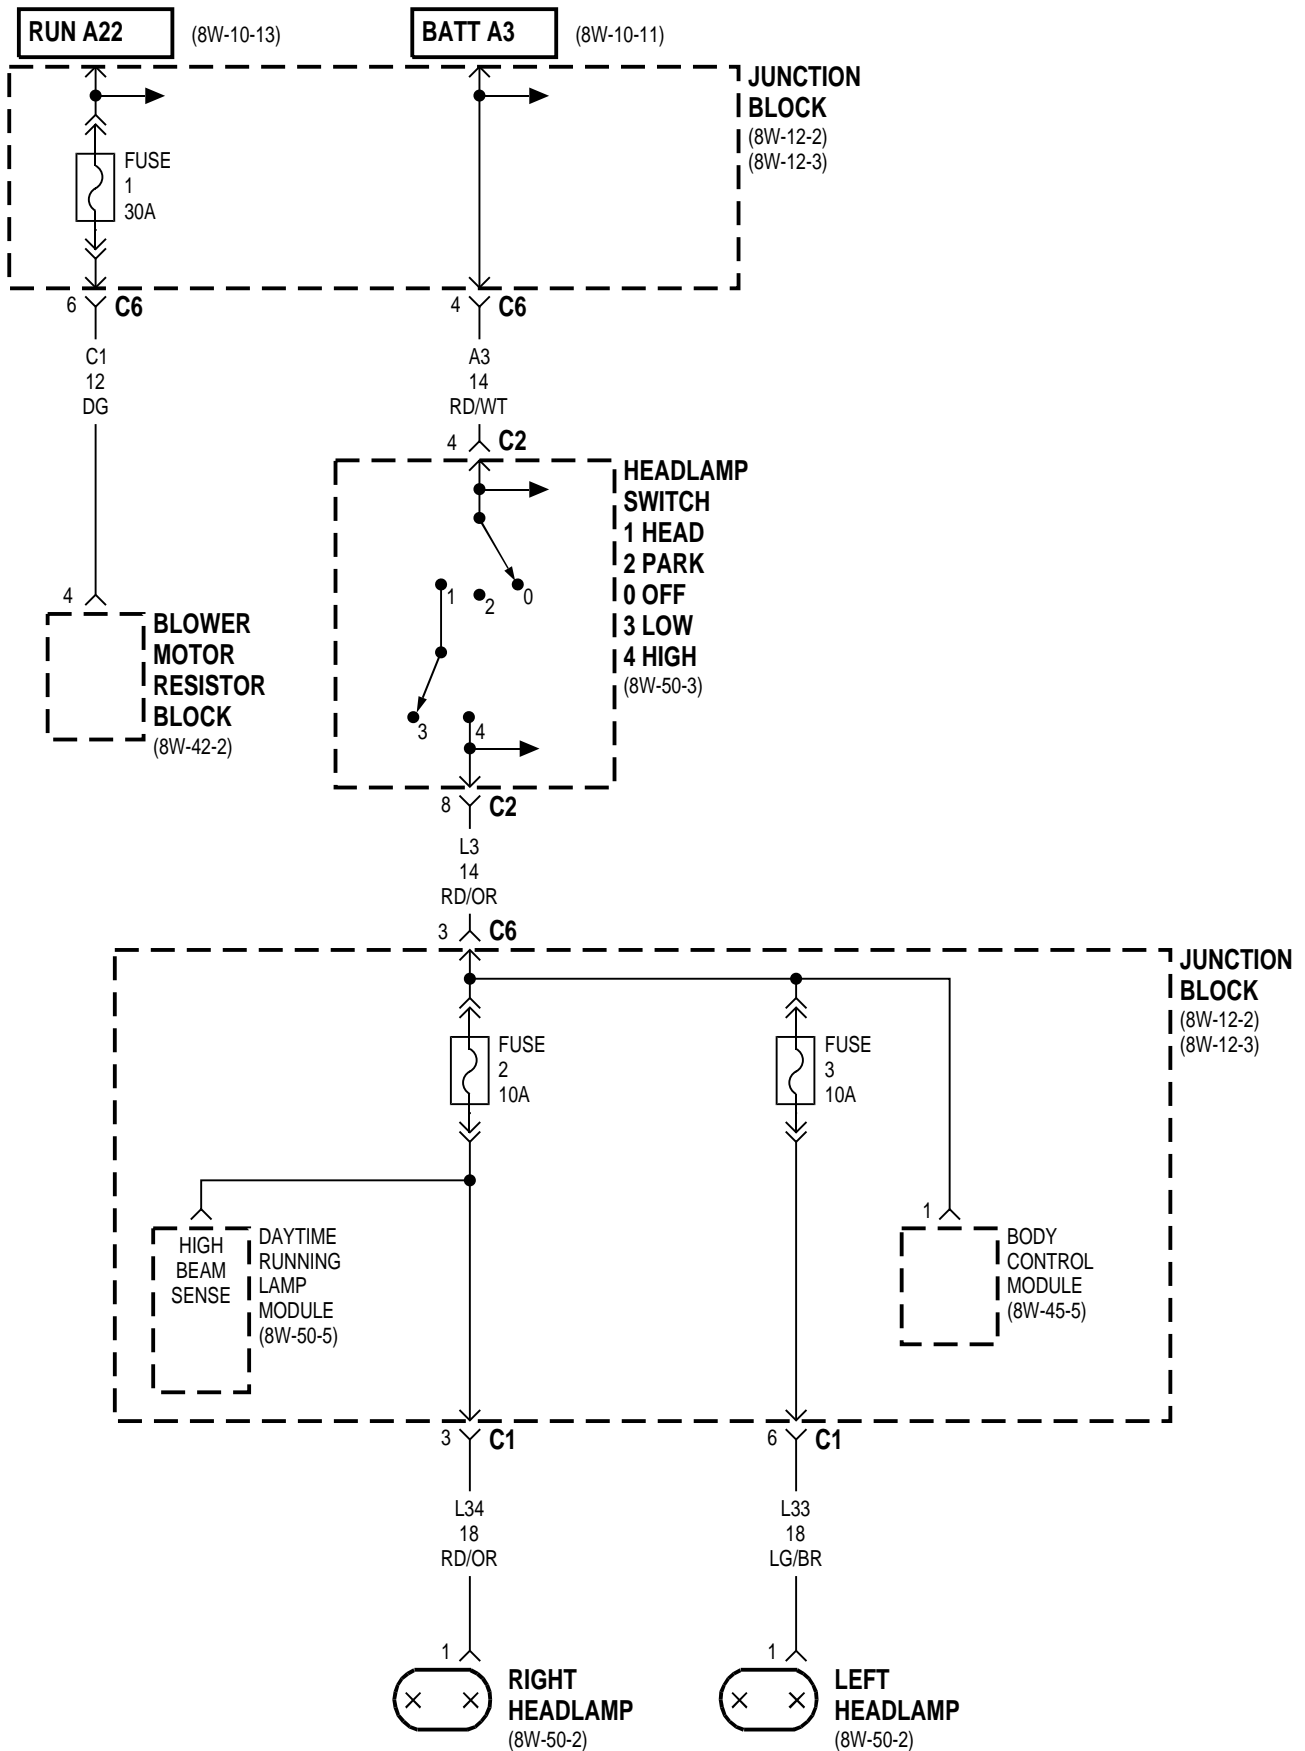 RUN A22
(8W-10-13)
BATT A3
(8W-10-11)
JUNCTION
BLOCK
(8W-12-2)
(8W-12-3)
FUSE
1
30A
6
C6
4
C6
C1
12
DG
A3
14
RD/WT
4
C2
HEADLAMP
SWITCH
1 HEAD
2 PARK
0 OFF
3 LOW
4 HIGH
(8W-50-3)
1
2
0
3
4
4
BLOWER
MOTOR
RESISTOR
BLOCK
(8W-42-2)
8
C2
L3
14
RD/OR
3
C6
JUNCTION
BLOCK
(8W-12-2)
(8W-12-3)
FUSE
2
10A
FUSE
3
10A
HIGH
BEAM
SENSE
DAYTIME
RUNNING
LAMP
MODULE
(8W-50-5)
1
BODY
CONTROL
MODULE
(8W-45-5)
3
C1
6
C1
L34
18
RD/OR
L33
18
LG/BR
1
RIGHT
HEADLAMP
(8W-50-2)
1
LEFT
HEADLAMP
(8W-50-2)